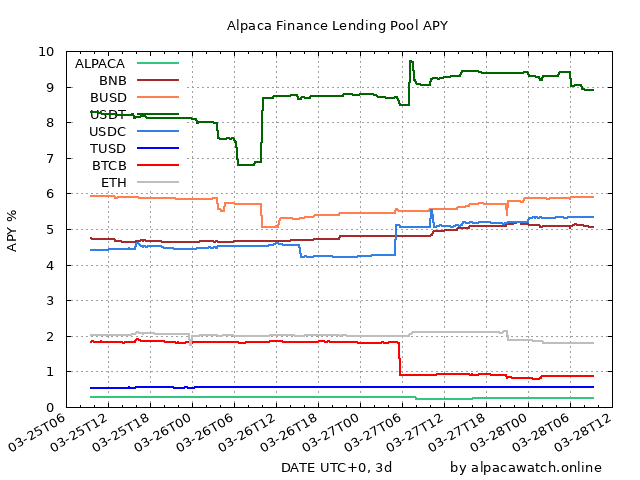 Alpaca Finance Lending Pool APY
APY %
10
9
8
7
6
5
4
3
2
1
0
ALPACA
BNB
BUSD
USDT
USDC
TUSD
BTCB
ETH
03-25T06
03-25T12
03-25T18
03-26T00
03-26T06
03-26T12
03-26T18
03-27T00
03-27T06
03-27T12
03-27T18
03-28T00
03-28T06
03-28T12
DATE UTC+0, 3d
by alpacawatch.online